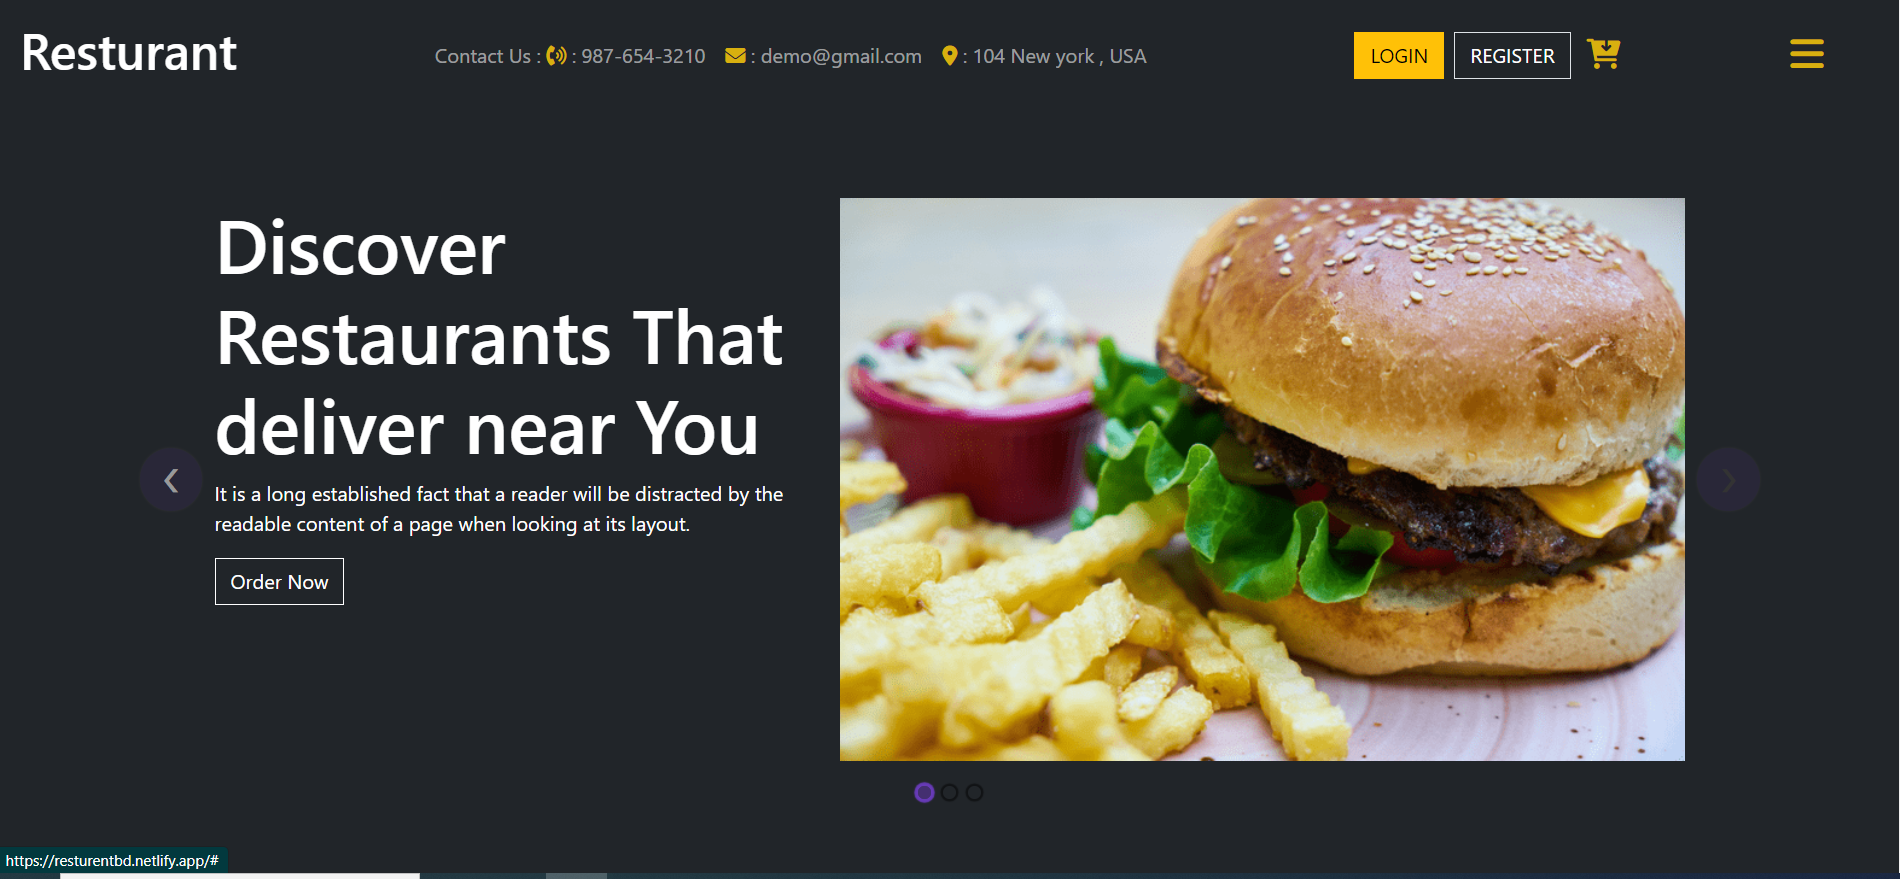 Resturant
Contact Us : : 987-654-3210 : demo@gmail.com : 104 New york , USA
LOGIN
REGISTER
Discover
Restaurants That
deliver near You
It is a long established fact that a reader will be distracted by the
readable content of a page when looking at its layout.
Order Now
https://resturentbd.netlify.app/#